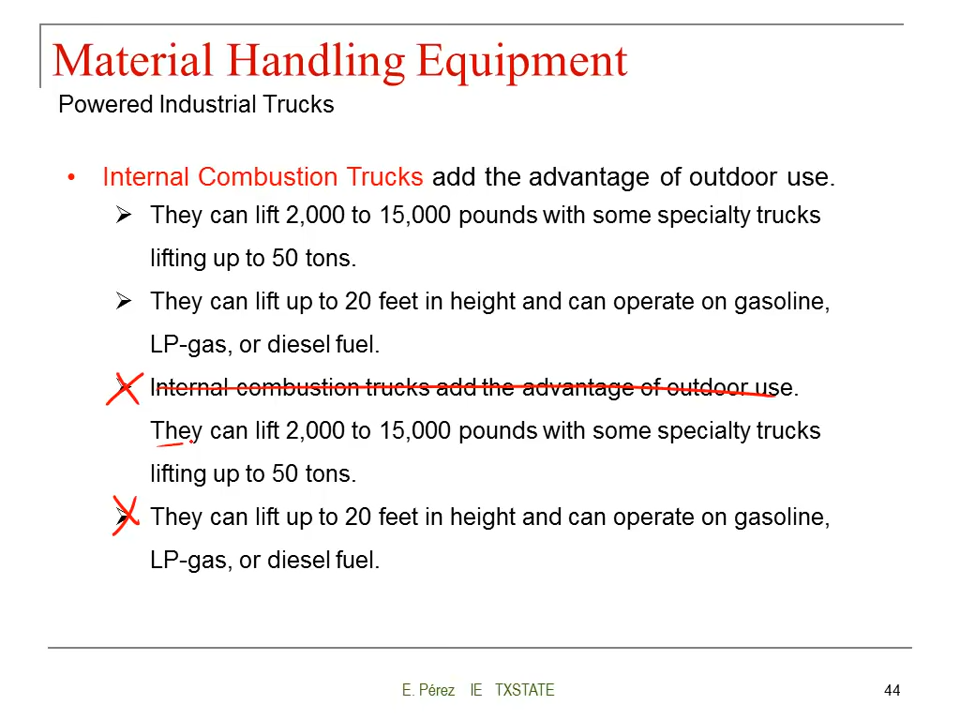 Material Handling Equipment
Powered Industrial Trucks
• Internal Combustion Trucks add the advantage of outdoor use.
➢ They can lift 2,000 to 15,000 pounds with some specialty trucks
lifting up to 50 tons.
➢ They can lift up to 20 feet in height and can operate on gasoline,
LP-gas, or diesel fuel.
➢ Internal combustion trucks add the advantage of outdoor use.
They can lift 2,000 to 15,000 pounds with some specialty trucks
lifting up to 50 tons.
➢ They can lift up to 20 feet in height and can operate on gasoline,
LP-gas, or diesel fuel.
E. Pérez IE TXSTATE
44